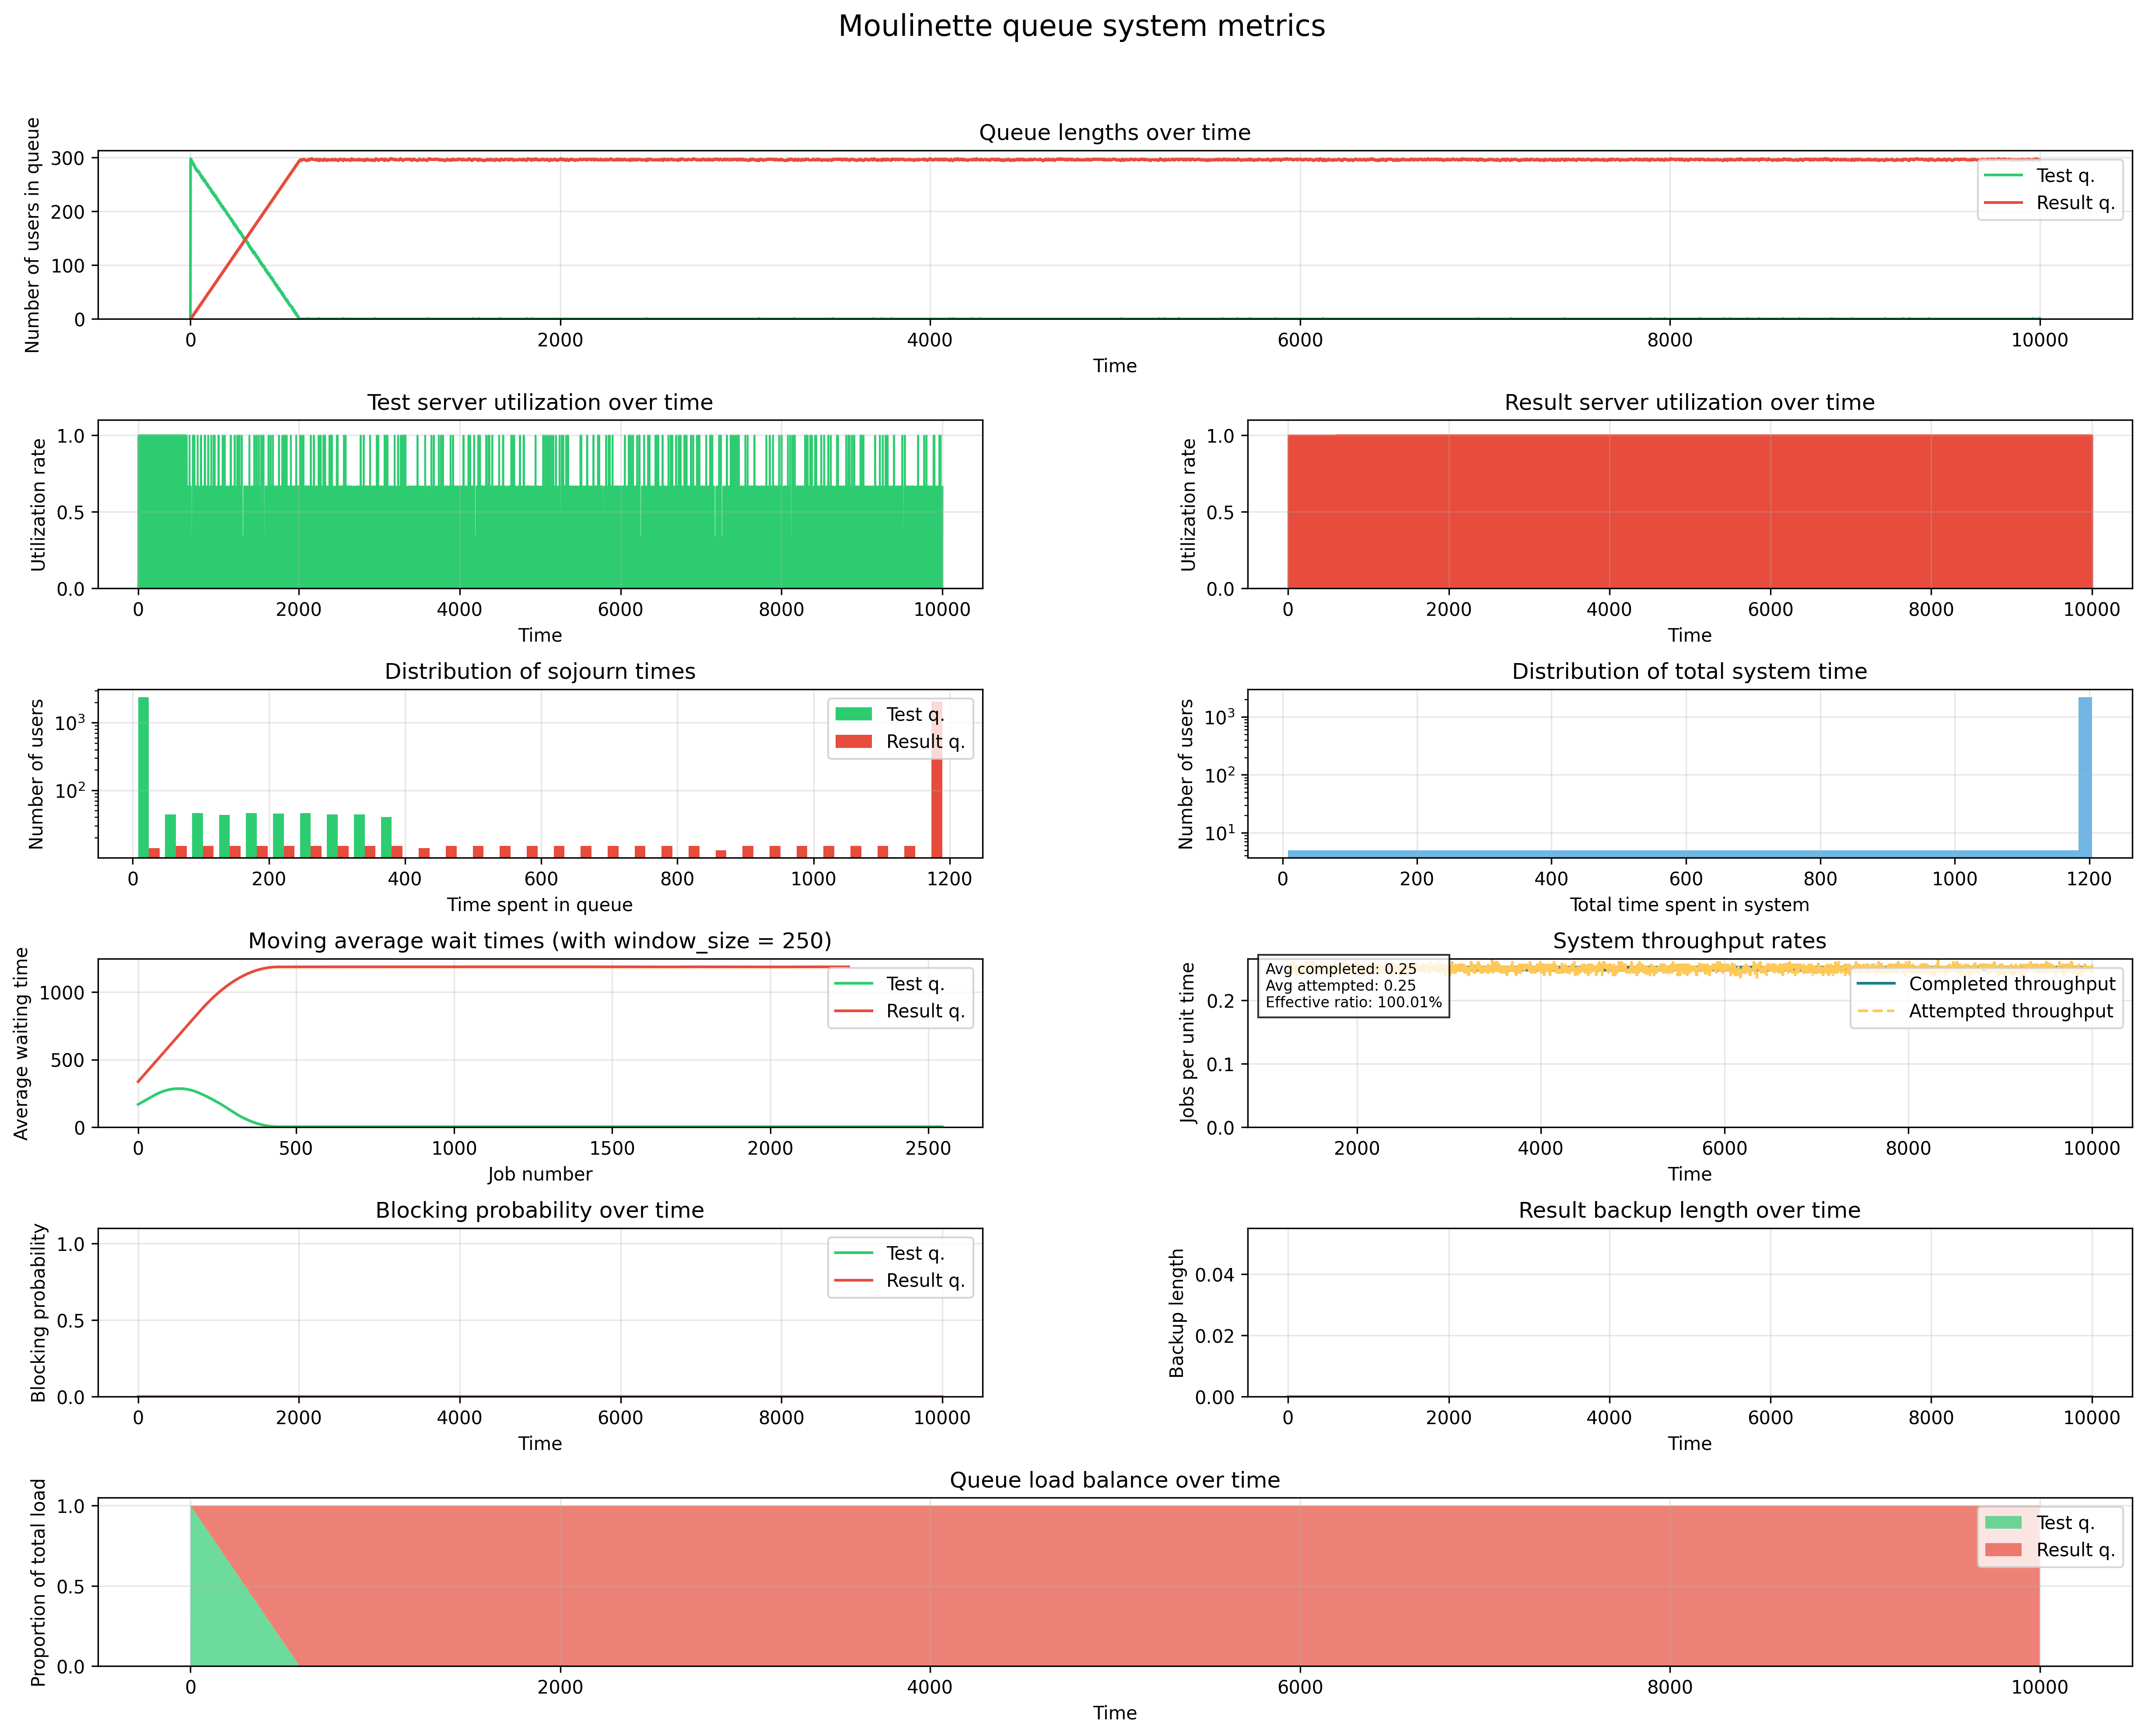 Moulinette queue system metrics
Queue lengths over time
Number of users in queue
300
200
100
0
Test q.
Result q.
0 2000 4000 6000 8000 10000
Time
Test server utilization over time
Utilization rate
1.0
0.5
0.0
0 2000 4000 6000 8000 10000
Time
Result server utilization over time
Utilization rate
1.0
0.5
0.0
0 2000 4000 6000 8000 10000
Time
Distribution of sojourn times
Number of users
10³
10²
Test q.
Result q.
0 200 400 600 800 1000 1200
Time spent in queue
Distribution of total system time
Number of users
10³
10²
10¹
0 200 400 600 800 1000 1200
Total time spent in system
Moving average wait times (with window_size = 250)
Average waiting time
1000
500
0
Test q.
Result q.
0 500 1000 1500 2000 2500
Job number
System throughput rates
Jobs per unit time
0.2
0.1
0.0
Avg completed: 0.25
Avg attempted: 0.25
Effective ratio: 100.01%
Completed throughput
Attempted throughput
2000 4000 6000 8000 10000
Time
Blocking probability over time
Blocking probability
1.0
0.5
0.0
Test q.
Result q.
0 2000 4000 6000 8000 10000
Time
Result backup length over time
Backup length
0.04
0.02
0.00
0 2000 4000 6000 8000 10000
Time
Queue load balance over time
Proportion of total load
1.0
0.5
0.0
Test q.
Result q.
0 2000 4000 6000 8000 10000
Time